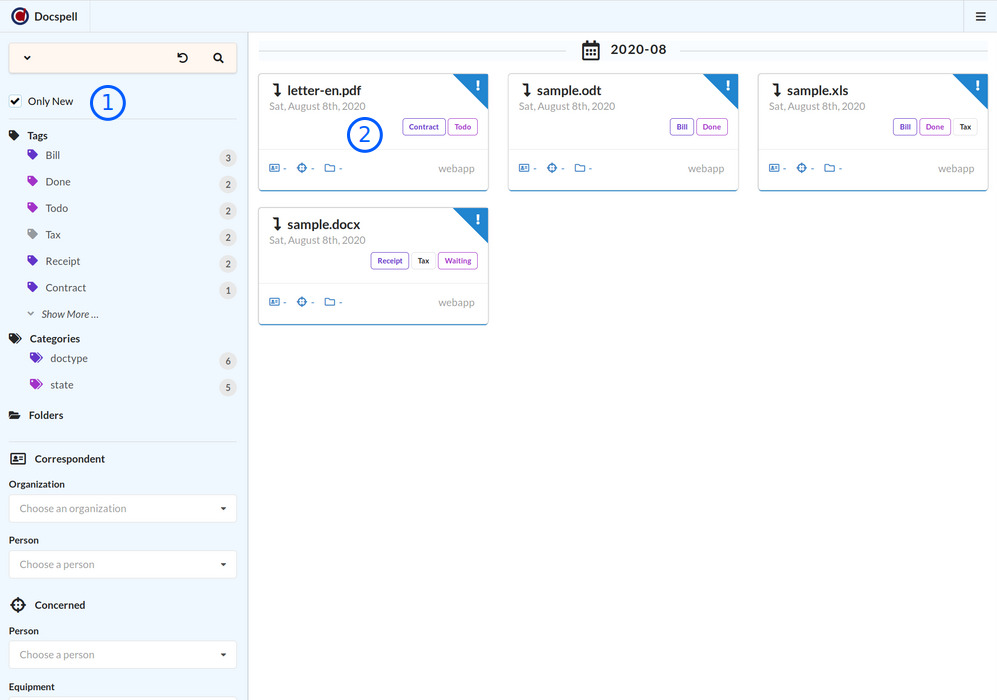 Docspell
Only New
1
Tags
Bill 3
Done 2
Todo 2
Tax 2
Receipt 2
Contract 1
Show More ...
Categories
doctype 6
state 5
Folders
Correspondent
Organization
Choose an organization
Person
Choose a person
Concerned
Person
Choose a person
Equipment
2020-08
letter-en.pdf
!
Sat, August 8th, 2020
2
Contract Todo
- - -
webapp
sample.odt
!
Sat, August 8th, 2020
Bill Done
- - -
webapp
sample.xls
!
Sat, August 8th, 2020
Bill Done Tax
- - -
webapp
sample.docx
!
Sat, August 8th, 2020
Receipt Tax Waiting
- - -
webapp